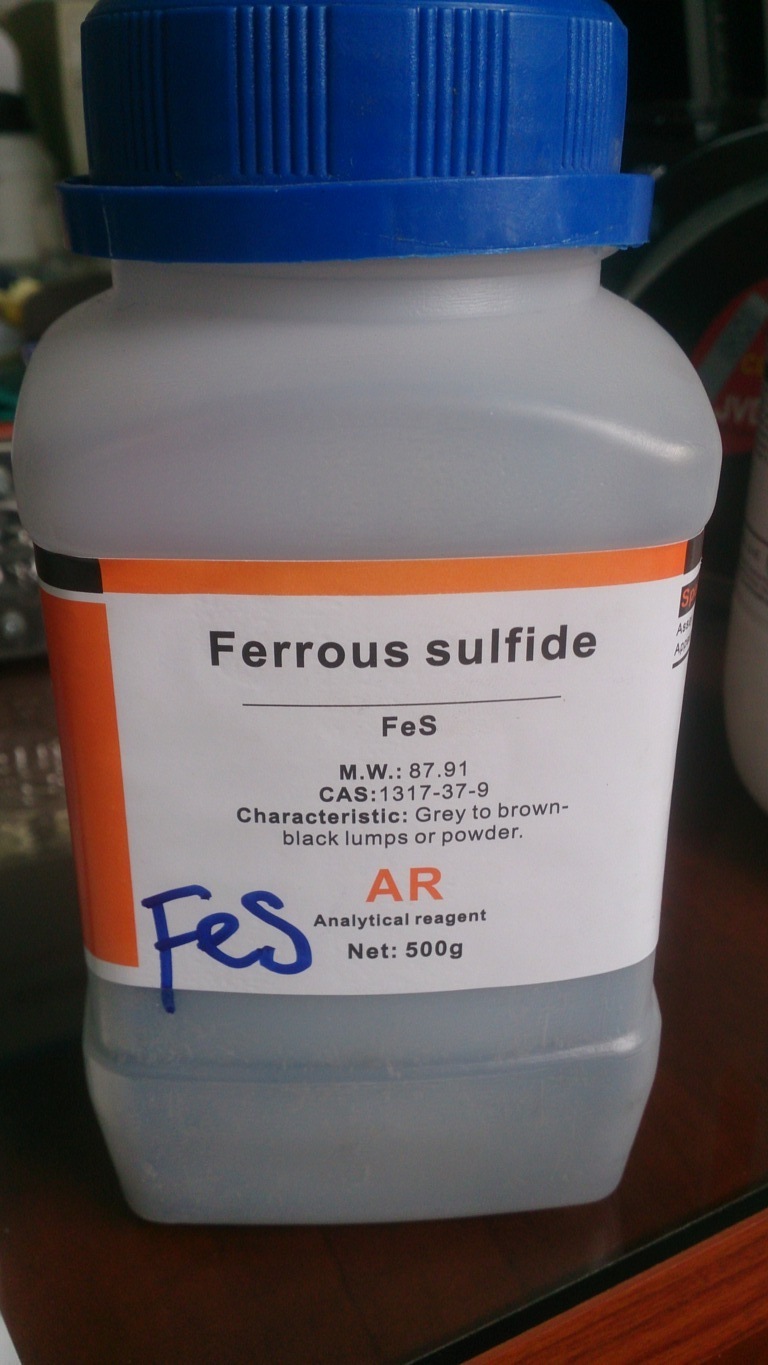 Ferrous sulfide
FeS
M.W.: 87.91
CAS:1317-37-9
Characteristic: Grey to brown-
black lumps or powder.
AR
Analytical reagent
Net: 500g
FeS